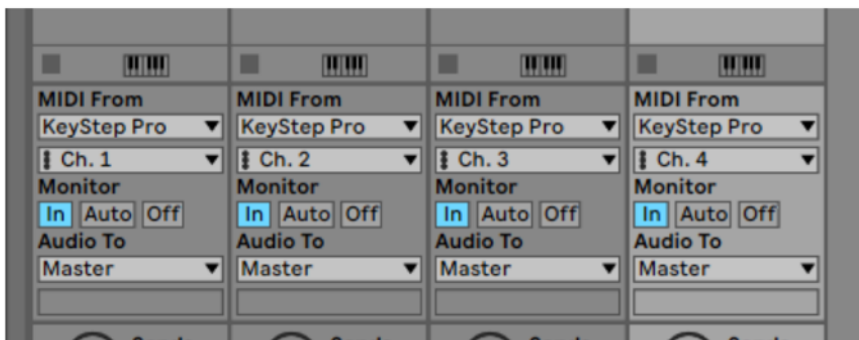 MIDI From MIDI From MIDI From MIDI From
KeyStep Pro KeyStep Pro KeyStep Pro KeyStep Pro
Ch. 1 Ch. 2 Ch. 3 Ch. 4
Monitor Monitor Monitor Monitor
In Auto Off In Auto Off In Auto Off In Auto Off
Audio To Audio To Audio To Audio To
Master Master Master Master